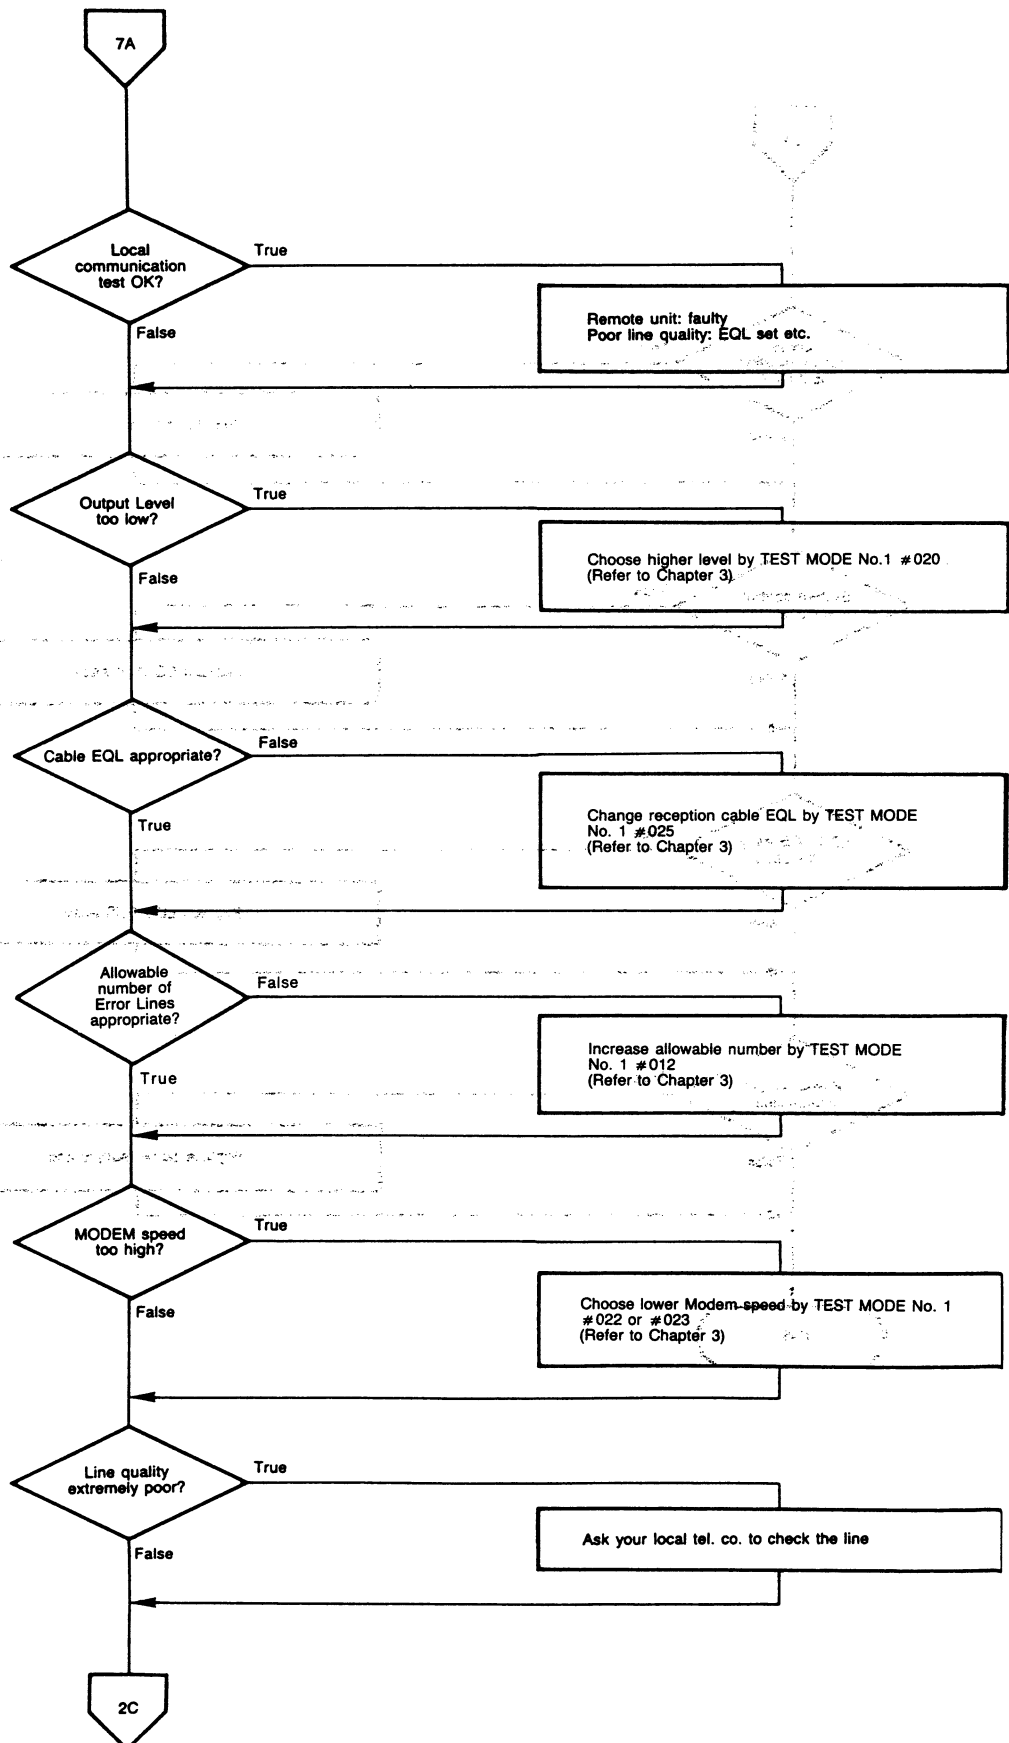 7A
Local
communication
test OK?
True
False
Remote unit: faulty
Poor line quality: EQL set etc.
Output Level
too low?
True
False
Choose higher level by TEST MODE No.1 #020
(Refer to Chapter 3)
Cable EQL appropriate?
False
True
Change reception cable EQL by TEST MODE
No. 1 #025
(Refer to Chapter 3)
Allowable
number of
Error Lines
appropriate?
False
True
Increase allowable number by TEST MODE
No. 1 #012
(Refer to Chapter 3)
MODEM speed
too high?
True
False
Choose lower Modem speed by TEST MODE No. 1
#022 or #023
(Refer to Chapter 3)
Line quality
extremely poor?
True
False
Ask your local tel. co. to check the line
2C